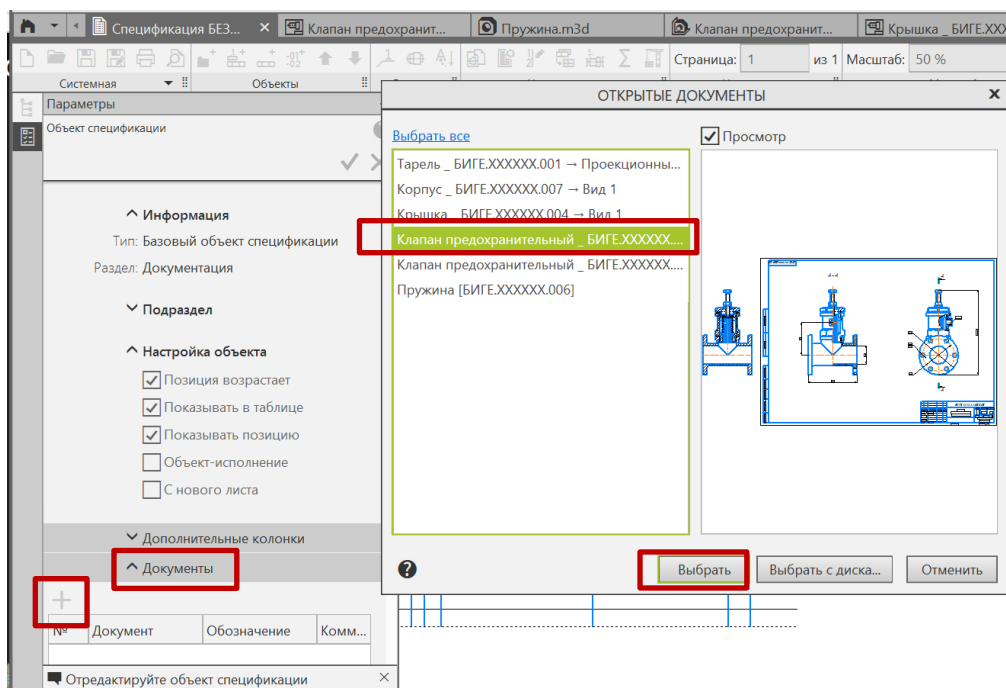 Спецификация БЕЗ... × Клапан предохранит... Пружина.m3d Клапан предохранит... Крышка _ БИГЕ.XXX
Страница: 1 из 1 Масштаб: 50 %
Системная Объекты
Параметры
Объект спецификации
Информация
Тип: Базовый объект спецификации
Раздел: Документация
Подраздел
Настройка объекта
Позиция возрастает
Показывать в таблице
Показывать позицию
Объект-исполнение
С нового листа
Дополнительные колонки
Документы
№ Документ Обозначение Комм...
Отредактируйте объект спецификации
ОТКРЫТЫЕ ДОКУМЕНТЫ
Выбрать все
Просмотр
Тарель _ БИГЕ.XXXXXX.001 → Проекционны...
Корпус _ БИГЕ.XXXXXX.007 → Вид 1
Крышка _ БИГЕ.XXXXXX.004 → Вид 1
Клапан предохранительный _ БИГЕ.XXXXXX....
Клапан предохранительный _ БИГЕ.XXXXXX....
Пружина [БИГЕ.XXXXXX.006]
Выбрать Выбрать с диска... Отменить